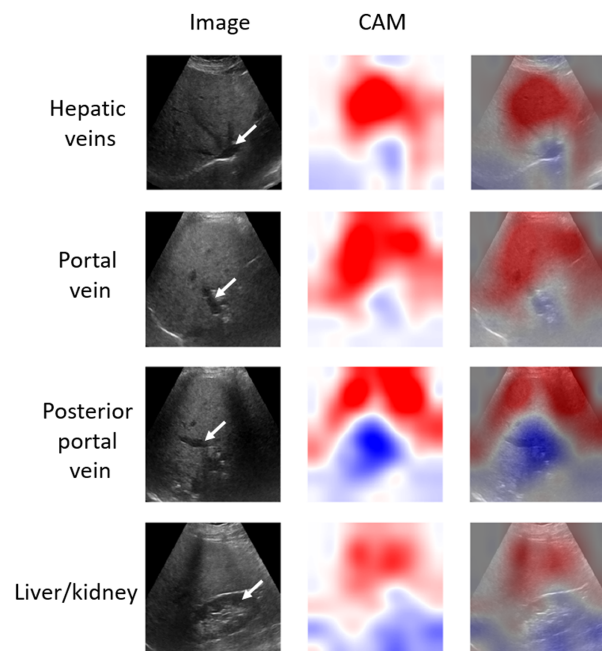 Image CAM
Hepatic
veins
Portal
vein
Posterior
portal
vein
Liver/kidney